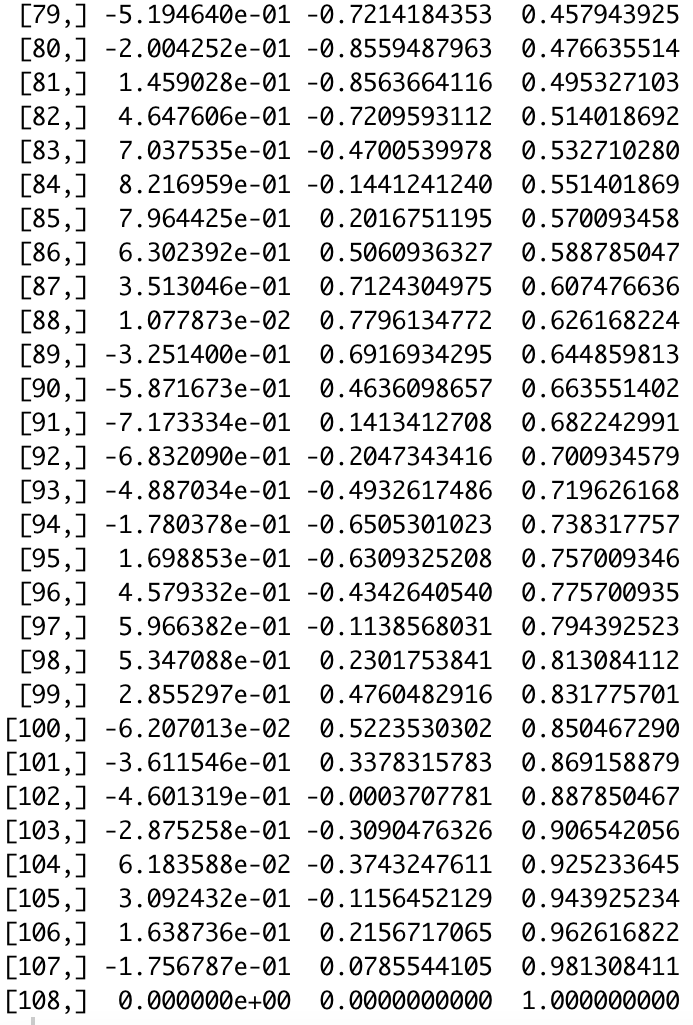 [79,] -5.194640e-01 -0.7214184353 0.457943925
[80,] -2.004252e-01 -0.8559487963 0.476635514
[81,] 1.459028e-01 -0.8563664116 0.495327103
[82,] 4.647606e-01 -0.7209593112 0.514018692
[83,] 7.037535e-01 -0.4700539978 0.532710280
[84,] 8.216959e-01 -0.1441241240 0.551401869
[85,] 7.964425e-01 0.2016751195 0.570093458
[86,] 6.302392e-01 0.5060936327 0.588785047
[87,] 3.513046e-01 0.7124304975 0.607476636
[88,] 1.077873e-02 0.7796134772 0.626168224
[89,] -3.251400e-01 0.6916934295 0.644859813
[90,] -5.871673e-01 0.4636098657 0.663551402
[91,] -7.173334e-01 0.1413412708 0.682242991
[92,] -6.832090e-01 -0.2047343416 0.700934579
[93,] -4.887034e-01 -0.4932617486 0.719626168
[94,] -1.780378e-01 -0.6505301023 0.738317757
[95,] 1.698853e-01 -0.6309325208 0.757009346
[96,] 4.579332e-01 -0.4342640540 0.775700935
[97,] 5.966382e-01 -0.1138568031 0.794392523
[98,] 5.347088e-01 0.2301753841 0.813084112
[99,] 2.855297e-01 0.4760482916 0.831775701
[100,] -6.207013e-02 0.5223530302 0.850467290
[101,] -3.611546e-01 0.3378315783 0.869158879
[102,] -4.601319e-01 -0.0003707781 0.887850467
[103,] -2.875258e-01 -0.3090476326 0.906542056
[104,] 6.183588e-02 -0.3743247611 0.925233645
[105,] 3.092432e-01 -0.1156452129 0.943925234
[106,] 1.638736e-01 0.2156717065 0.962616822
[107,] -1.756787e-01 0.0785544105 0.981308411
[108,] 0.000000e+00 0.0000000000 1.000000000